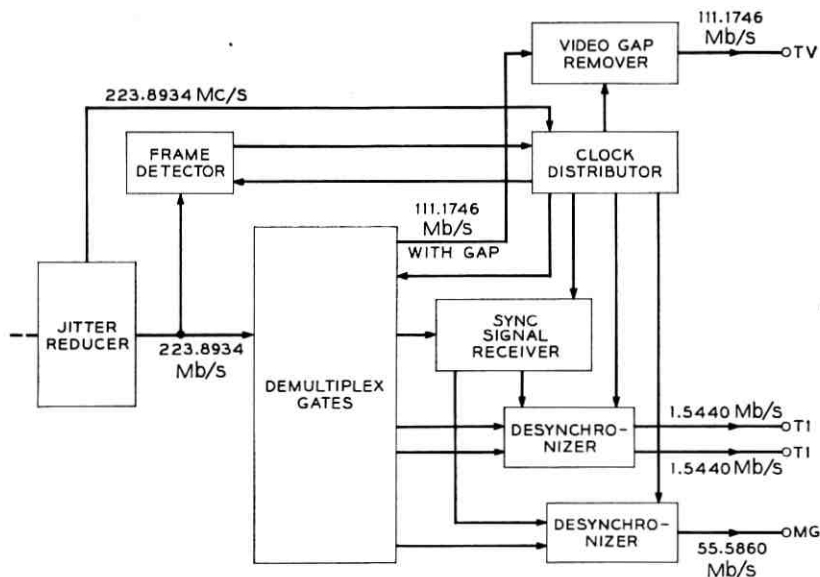 111.1746
Mb/s
TV
VIDEO GAP
REMOVER
223.8934 Mc/s
FRAME
DETECTOR
CLOCK
DISTRIBUTOR
111.1746
Mb/s
WITH GAP
JITTER
REDUCER
223.8934
Mb/s
DEMULTIPLEX
GATES
SYNC
SIGNAL
RECEIVER
DESYNCHRO-
NIZER
1.5440 Mb/s
T1
T1
1.5440 Mb/s
DESYNCHRO-
NIZER
MG
55.5860
Mb/s